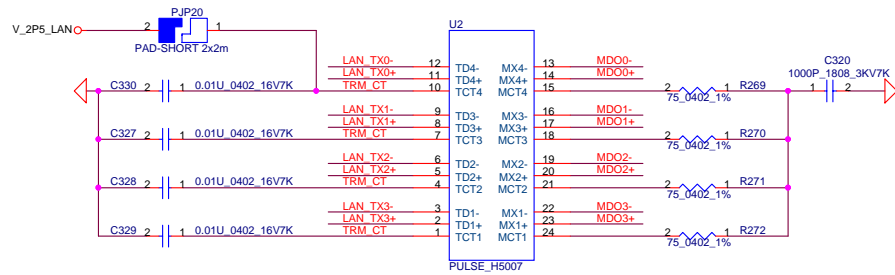 PJP20
V_2P5_LAN 2 1
PAD-SHORT 2x2m
U2
C320
1000P_1808_3KV7K
LAN_TX0- 12 TD4- MX4- 13 MDO0-
LAN_TX0+ 11 TD4+ MX4+ 14 MDO0+
C330 2 1 0.01U_0402_16V7K TRM_CT 10 TCT4 MCT4 15 2 1 R269 1 2
75_0402_1%
LAN_TX1- 9 TD3- MX3- 16 MDO1-
LAN_TX1+ 8 TD3+ MX3+ 17 MDO1+
C327 2 1 0.01U_0402_16V7K TRM_CT 7 TCT3 MCT3 18 2 1 R270
75_0402_1%
LAN_TX2- 6 TD2- MX2- 19 MDO2-
LAN_TX2+ 5 TD2+ MX2+ 20 MDO2+
C328 2 1 0.01U_0402_16V7K TRM_CT 4 TCT2 MCT2 21 2 1 R271
75_0402_1%
LAN_TX3- 3 TD1- MX1- 22 MDO3-
LAN_TX3+ 2 TD1+ MX1+ 23 MDO3+
C329 2 1 0.01U_0402_16V7K TRM_CT 1 TCT1 MCT1 24 2 1 R272
75_0402_1%
PULSE_H5007